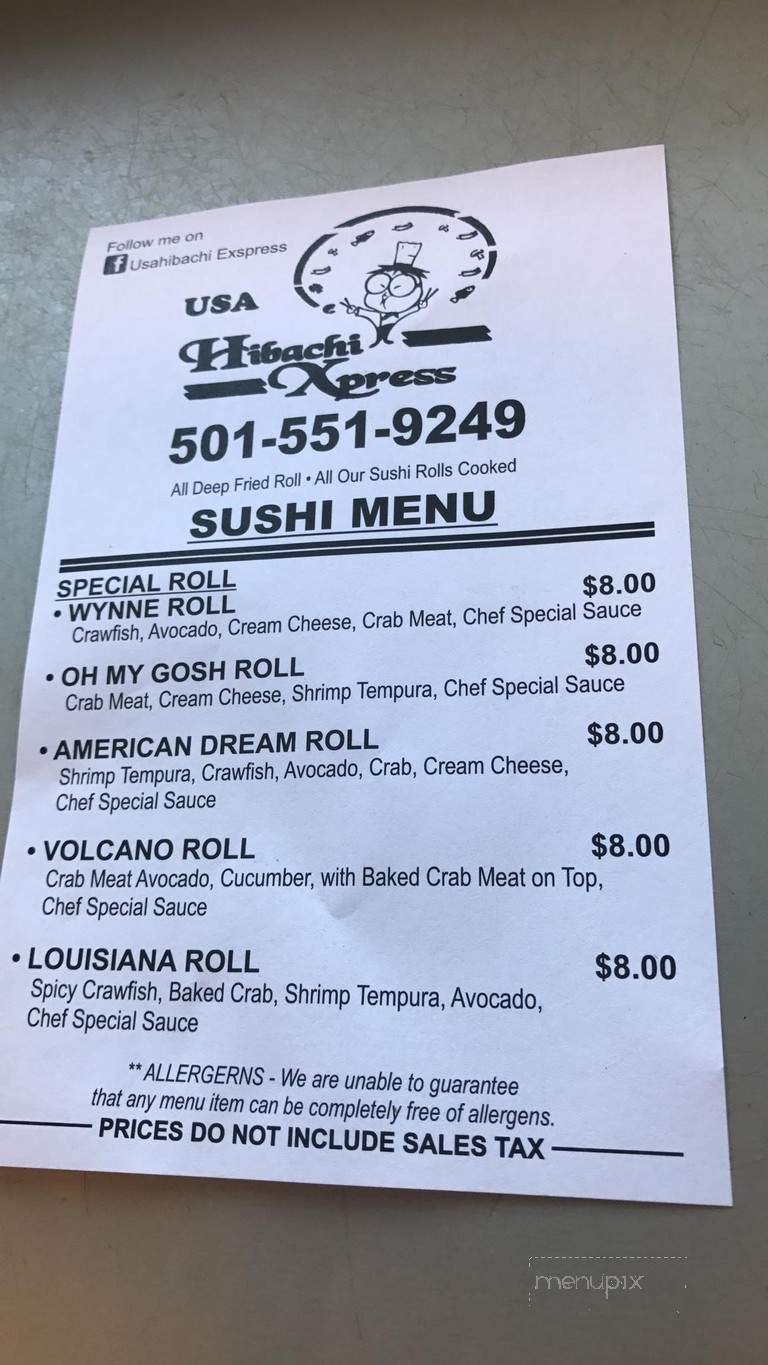 Follow me on
f Usahibachi Exspress
USA
Hibachi
Xpress
501-551-9249
All Deep Fried Roll • All Our Sushi Rolls Cooked
SUSHI MENU
SPECIAL ROLL
• WYNNE ROLL $8.00
Crawfish, Avocado, Cream Cheese, Crab Meat, Chef Special Sauce
• OH MY GOSH ROLL $8.00
Crab Meat, Cream Cheese, Shrimp Tempura, Chef Special Sauce
• AMERICAN DREAM ROLL $8.00
Shrimp Tempura, Crawfish, Avocado, Crab, Cream Cheese,
Chef Special Sauce
• VOLCANO ROLL $8.00
Crab Meat Avocado, Cucumber, with Baked Crab Meat on Top,
Chef Special Sauce
• LOUISIANA ROLL $8.00
Spicy Crawfish, Baked Crab, Shrimp Tempura, Avocado,
Chef Special Sauce
**ALLERGERNS - We are unable to guarantee
that any menu item can be completely free of allergens.
PRICES DO NOT INCLUDE SALES TAX
menupix